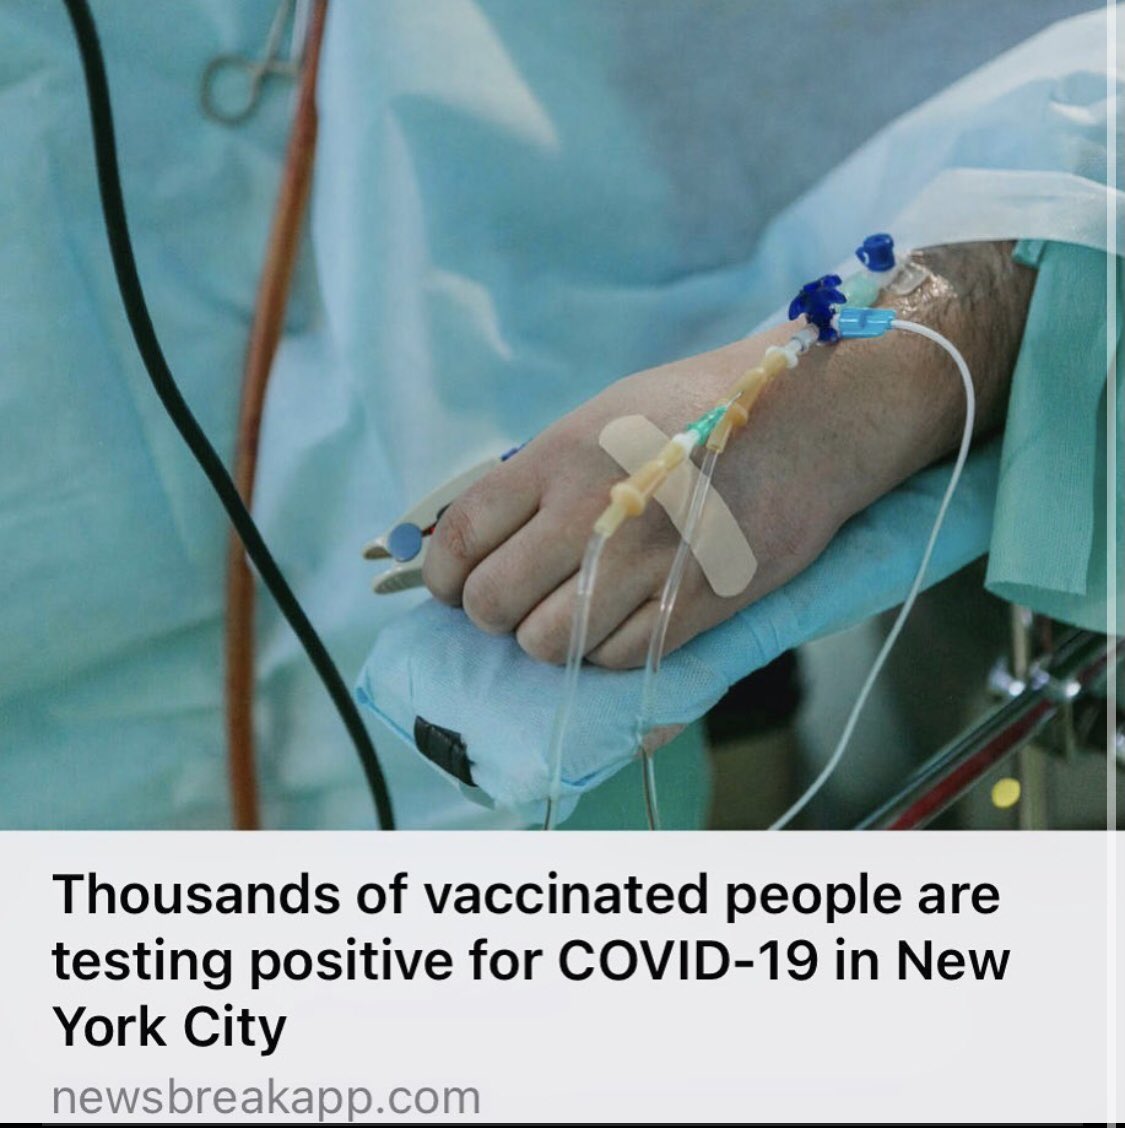 Thousands of vaccinated people are
testing positive for COVID-19 in New
York City
newsbreakapp.com